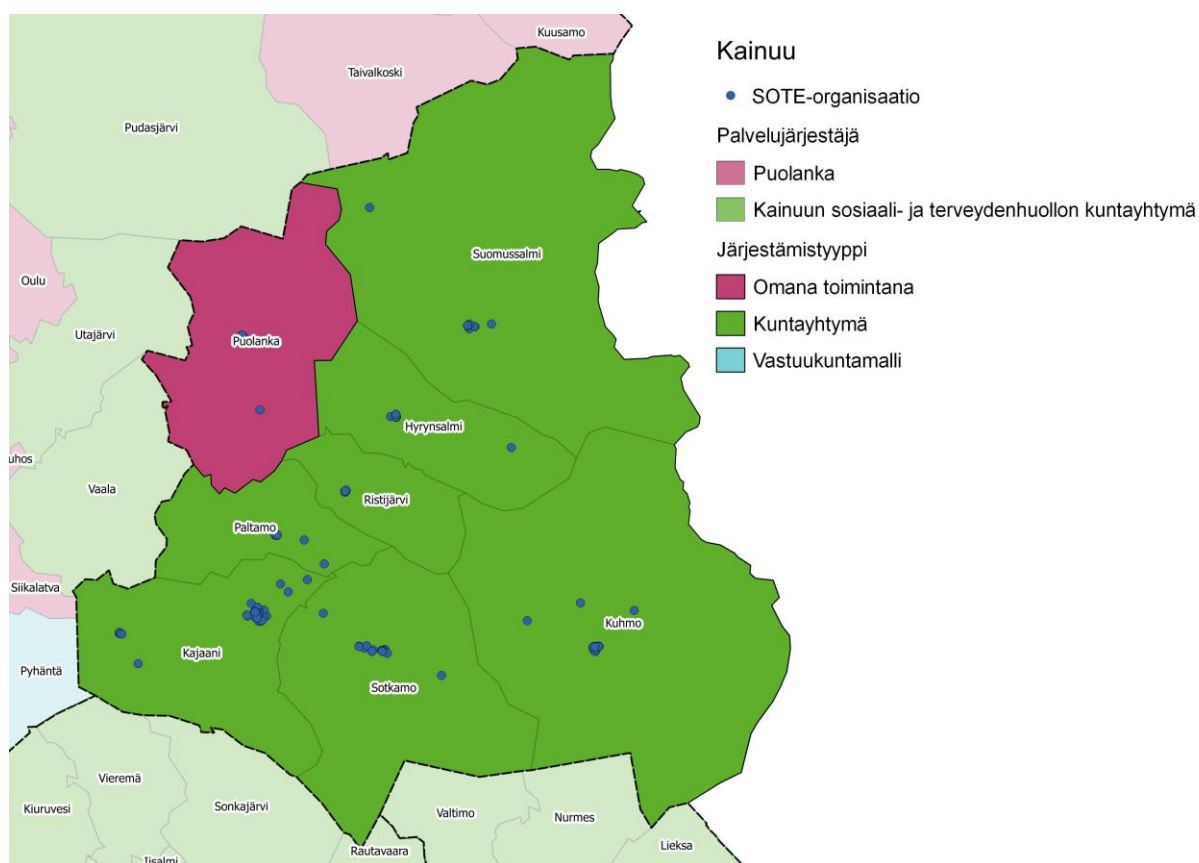 Kuusamo
Taivalkoski
Pudasjärvi
Suomussalmi
Oulu
Utajärvi
Puolanka
Hyrynsalmi
uhos
Vaala
Ristijärvi
Paltamo
Siikalatva
Kuhmo
Kajaani
Pyhäntä
Sotkamo
Vieremä
Kiuruvesi
Sonkajärvi
Valtimo
Nurmes
Lieksa
Rautavaara
Iisalmi
Kainuu
SOTE-organisaatio
Palvelujärjestäjä
Puolanka
Kainuun sosiaali- ja terveydenhuollon kuntayhtymä
Järjestämistyyppi
Omana toimintana
Kuntayhtymä
Vastuukuntamalli